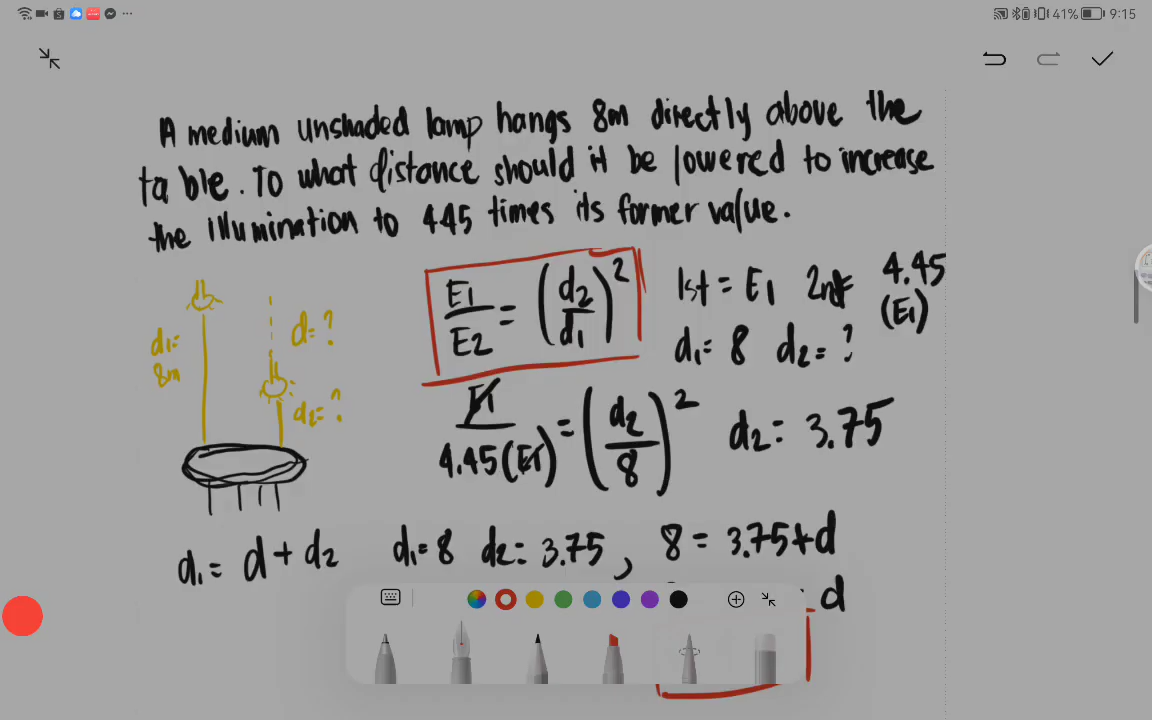 41% 9:15
A medium unshaded lamp hangs 8m directly above the
table. To what distance should it be lowered to increase
the illumination to 4.45 times its former value.
E1/E2 = (d2/d1)²
1st = E1 2nd = 4.45 (E1)
d1 = 8 d2 = ?
d1 = 8m
d = ?
d2 = ?
E1/4.45(E1) = (d2/8)² d2 = 3.75
d1 = d + d2 d1 = 8 d2 = 3.75, 8 = 3.75 + d
d